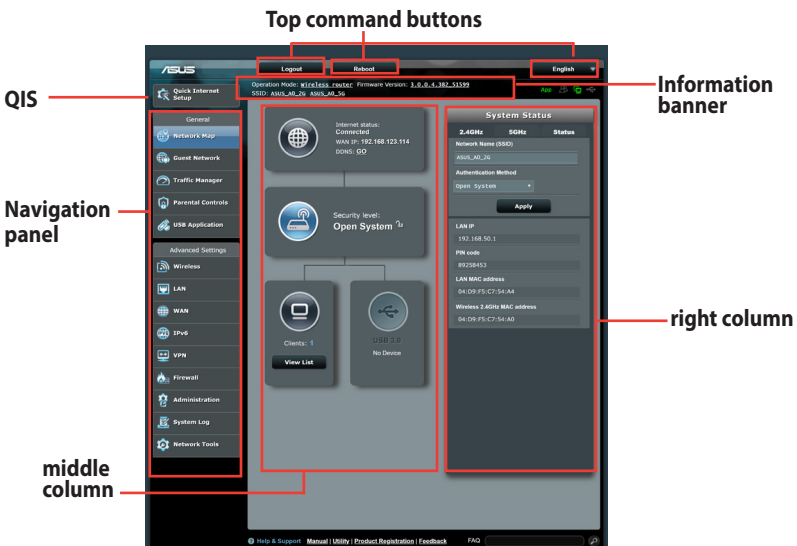 Top command buttons
ASUS
Logout
Reboot
English
Operation Mode: Wireless router Firmware Version: 3.0.0.4.382_51599
SSID: ASUS_A0_2G ASUS_A0_5G
App
Information
banner
QIS
Quick Internet
Setup
General
Network Map
Guest Network
Traffic Manager
Parental Controls
USB Application
Navigation
panel
Advanced Settings
Wireless
LAN
WAN
IPv6
VPN
Firewall
Administration
System Log
Network Tools
Internet status:
Connected
WAN IP: 192.168.123.114
DDNS: GO
Security level:
Open System
Clients: 1
View List
USB 3.0
No Device
System Status
2.4GHz 5GHz Status
Network Name (SSID)
ASUS_A0_2G
Authentication Method
Open System
Apply
LAN IP
192.168.50.1
PIN code
89258453
LAN MAC address
04:D9:F5:C7:54:A4
Wireless 2.4GHz MAC address
04:D9:F5:C7:54:A0
right column
middle
column
Help & Support Manual | Utility | Product Registration | Feedback FAQ